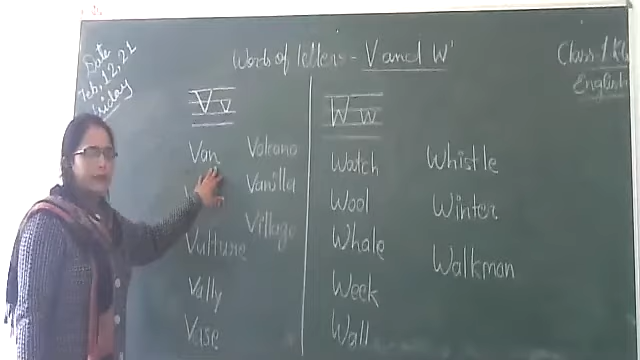 Date
Feb, 12, 21
Friday
Words of letters - V and W'
Class-1
English
V v
Van
Vulture
Vally
Vase
Volcano
Vanilla
Village
W w
Watch
Wool
Whale
Week
Wall
Whistle
Winter
Walkman